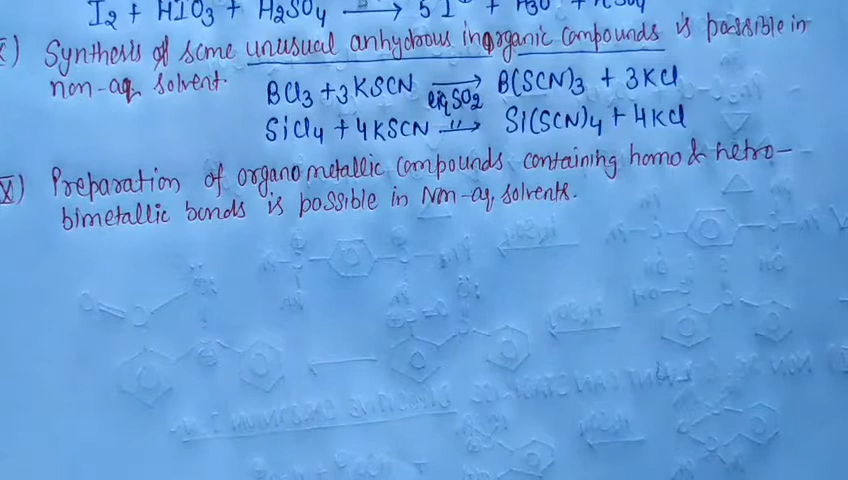 I2 + HIO3 + H2SO4 → 5 I
Synthesis of some unusual anhydrous inorganic compounds is possible in
non-aq. solvent.
BCl3 + 3KSCN → B(SCN)3 + 3KCl
liq SO2
SiCl4 + 4KSCN —"→ Si(SCN)4 + 4KCl
X) Preparation of organometallic compounds containing homo & hetro-
bimetallic bonds is possible in Non-aq. solvents.